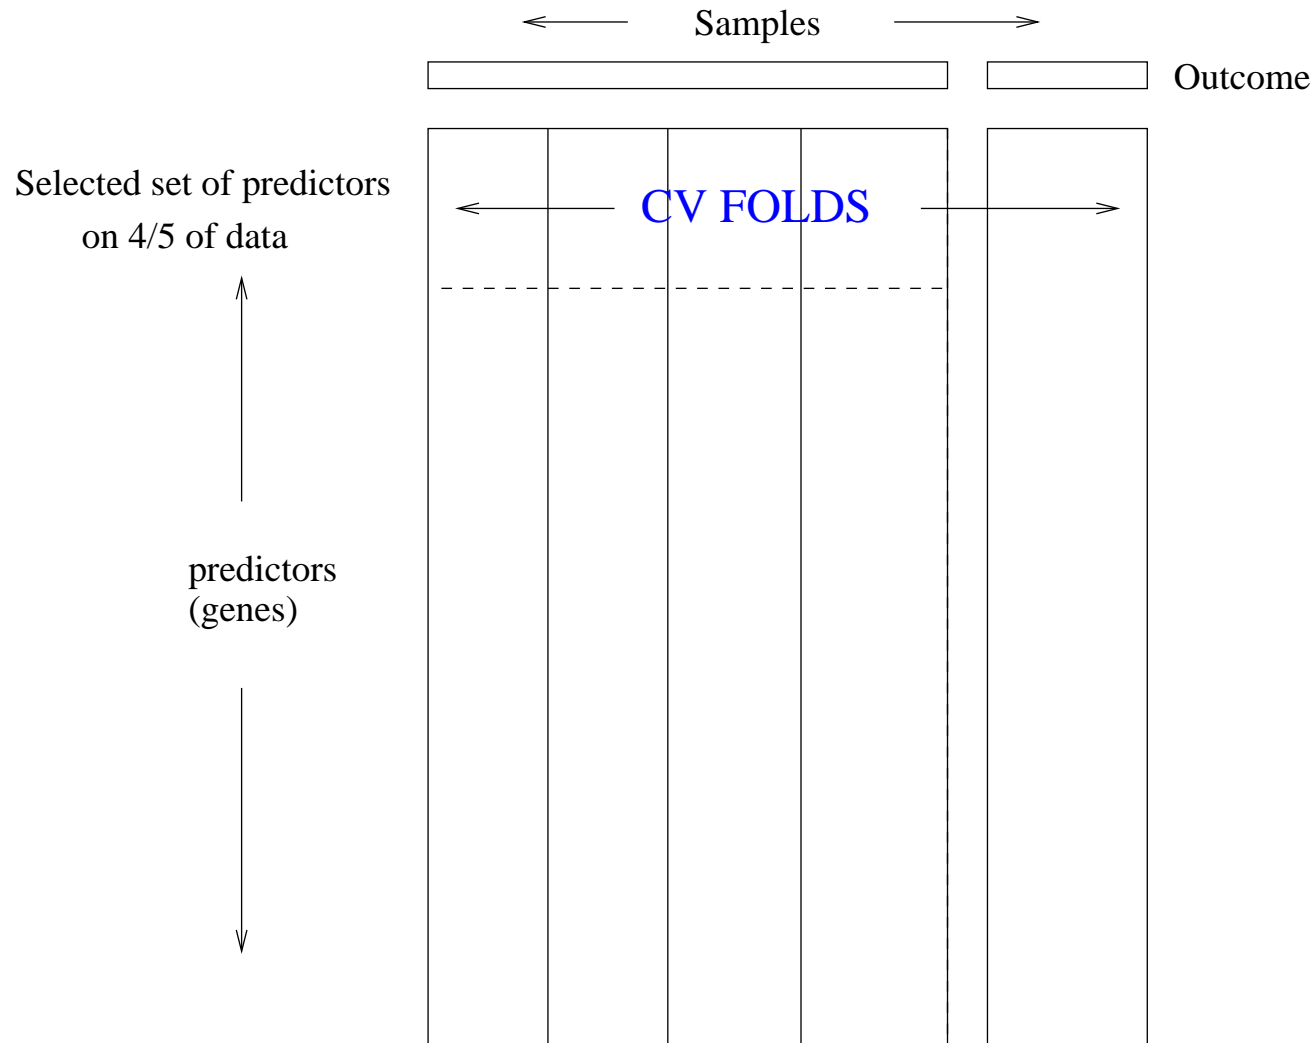 Samples
Outcome
Selected set of predictors
on 4/5 of data
CV FOLDS
predictors
(genes)